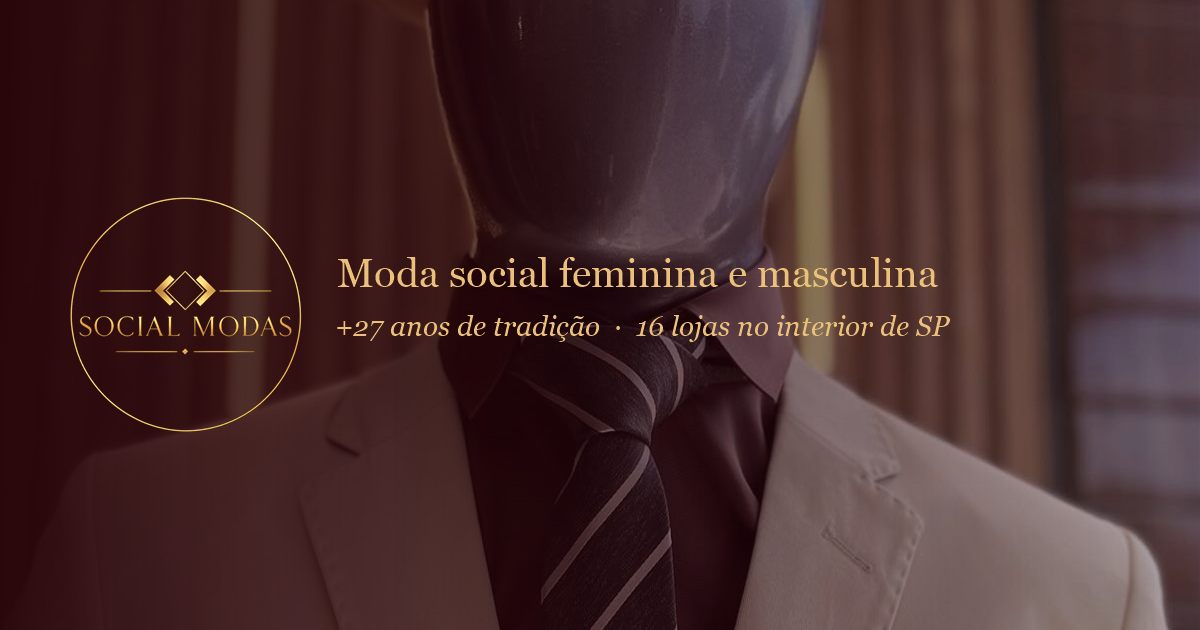 SOCIAL MODAS
Moda social feminina e masculina
+27 anos de tradição · 16 lojas no interior de SP